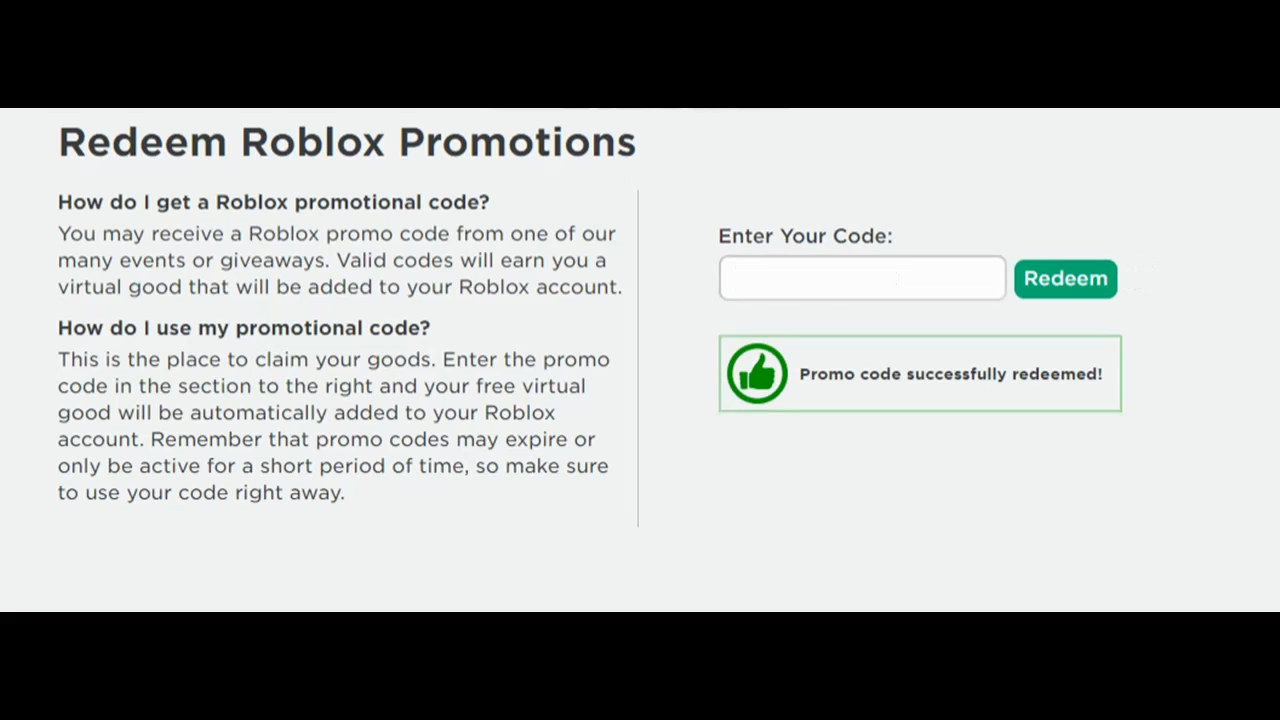 Redeem Roblox Promotions
How do I get a Roblox promotional code?
You may receive a Roblox promo code from one of our
many events or giveaways. Valid codes will earn you a
virtual good that will be added to your Roblox account.
How do I use my promotional code?
This is the place to claim your goods. Enter the promo
code in the section to the right and your free virtual
good will be automatically added to your Roblox
account. Remember that promo codes may expire or
only be active for a short period of time, so make sure
to use your code right away.
Enter Your Code:
Redeem
Promo code successfully redeemed!